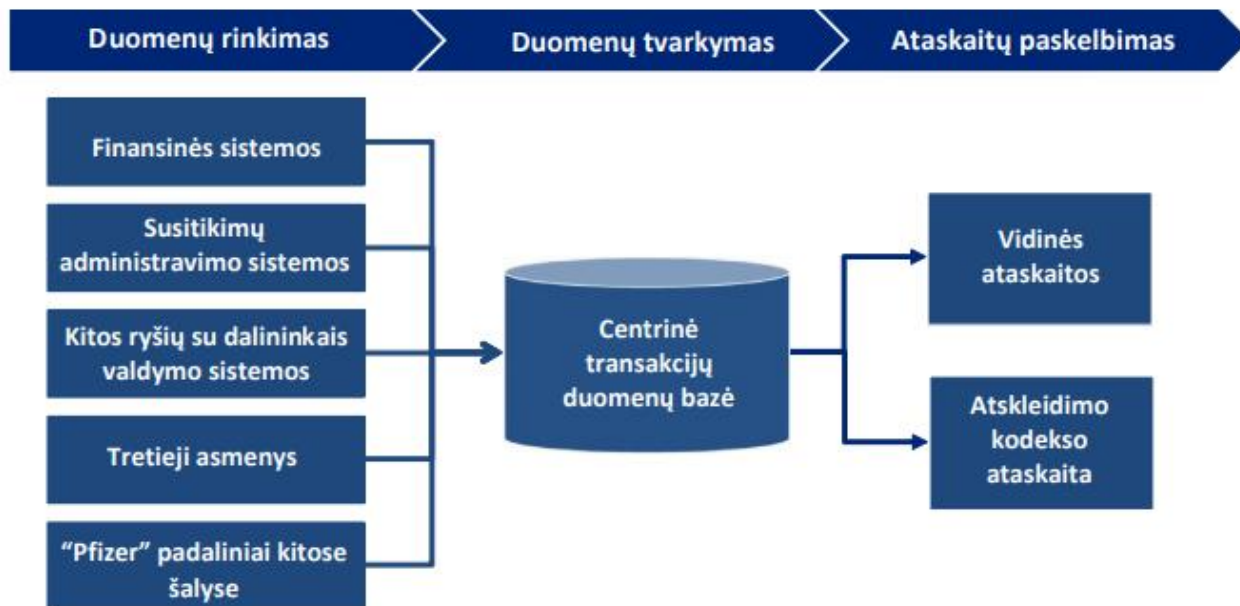 Duomenų rinkimas
Duomenų tvarkymas
Ataskaitų paskelbimas
Finansinės sistemos
Susitikimų
administravimo sistemos
Kitos ryšių su dalininkais
valdymo sistemos
Tretieji asmenys
“Pfizer” padaliniai kitose
šalyse
Centrinė
transakcijų
duomenų bazė
Vidinės
ataskaitos
Atskleidimo
kodekso
ataskaita